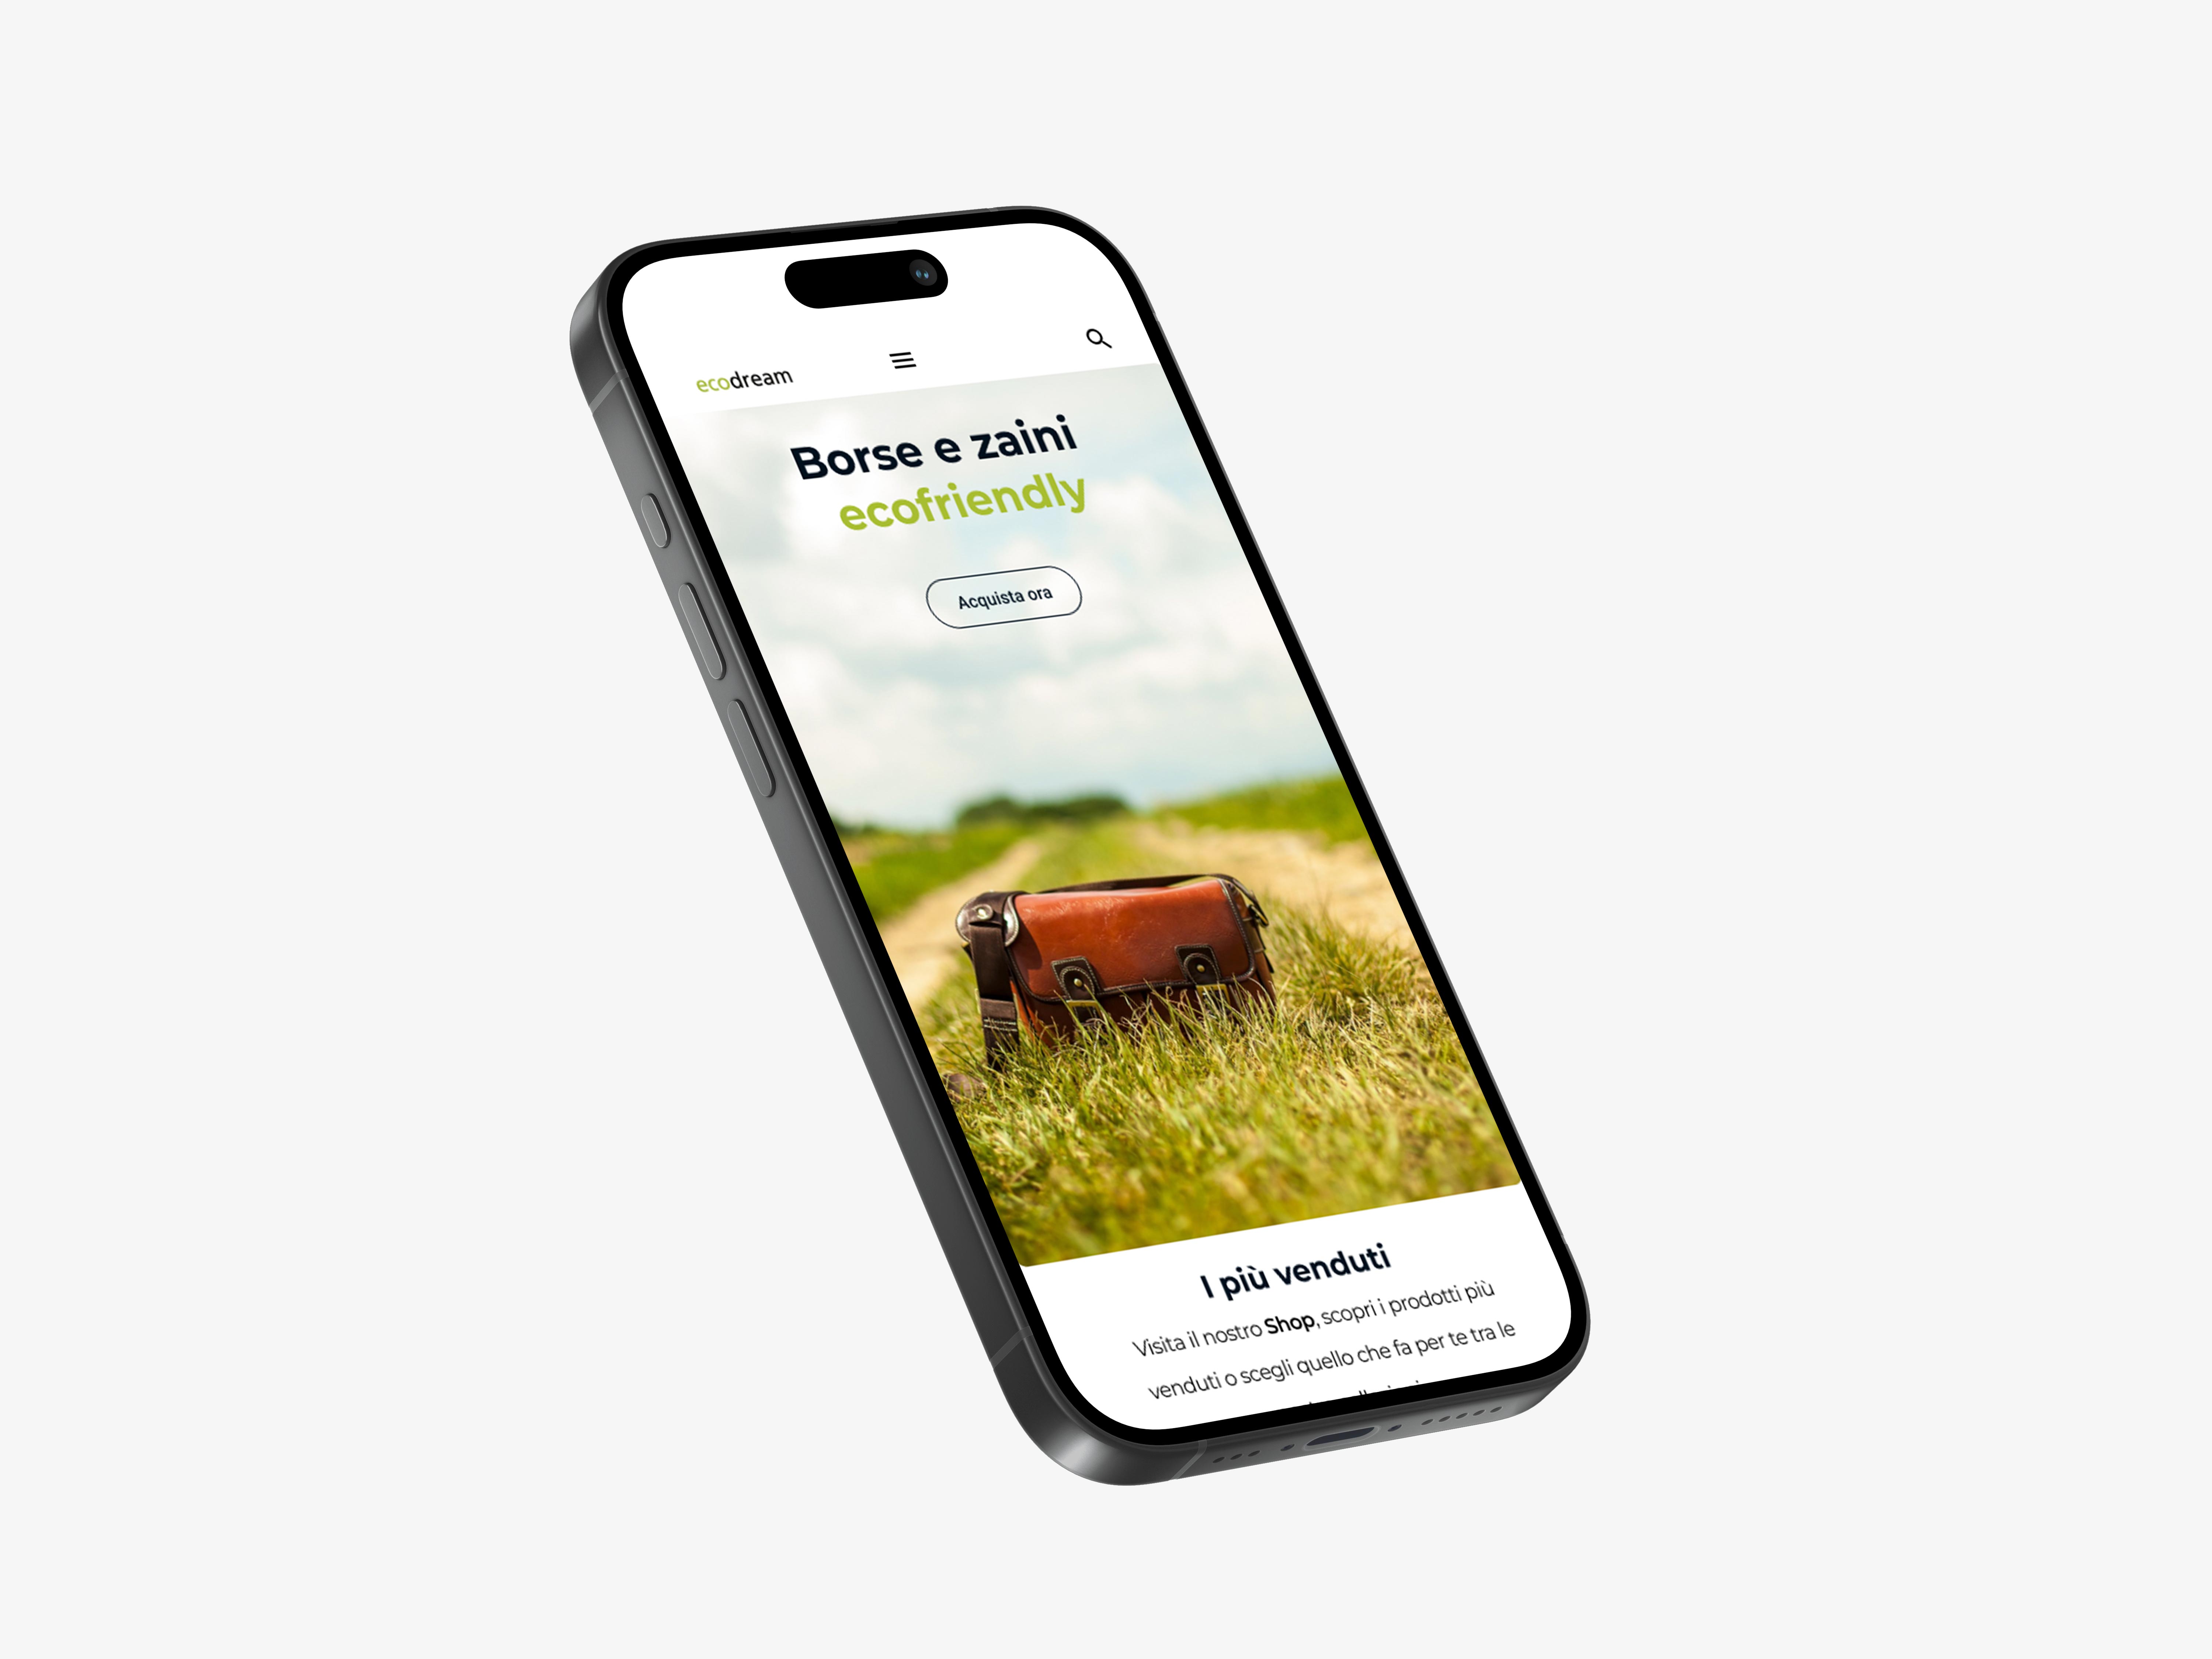 ecodream
Borse e zaini
ecofriendly
Acquista ora
I più venduti
Visita il nostro Shop, scopri i prodotti più
venduti o scegli quello che fa per te tra le